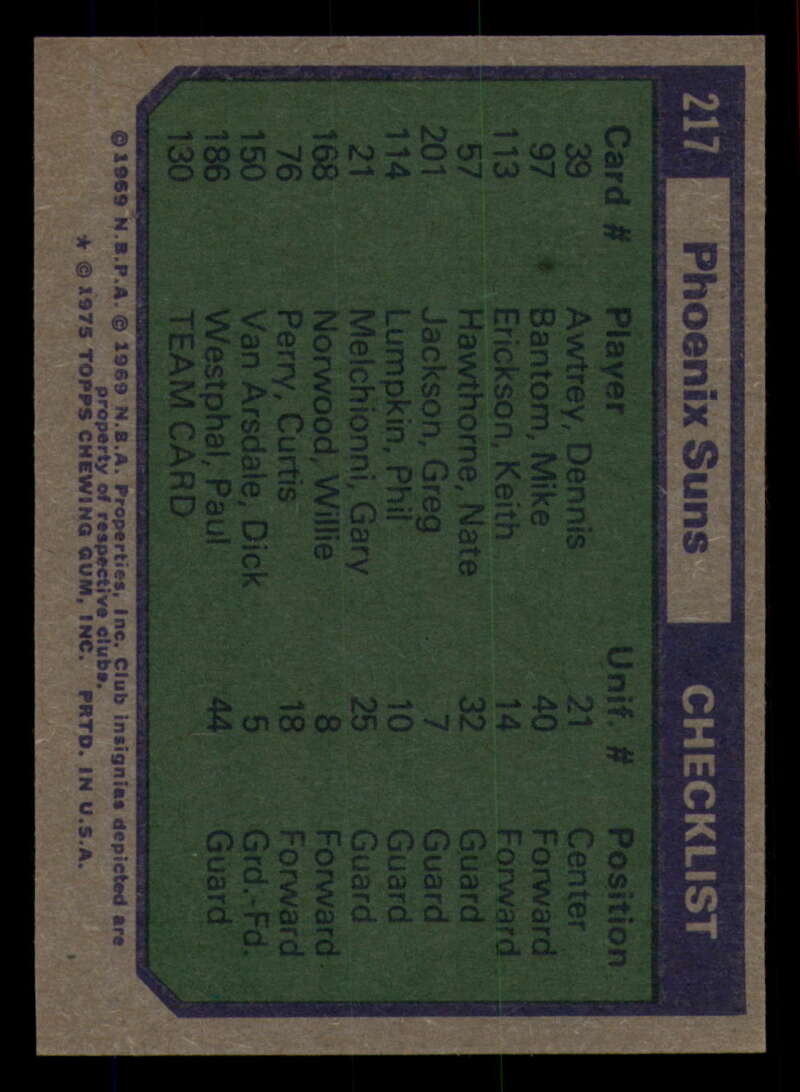 217 Phoenix Suns CHECKLIST
Card # Player Unif. # Position
39 Awtrey, Dennis 21 Center
97 Bantom, Mike 40 Forward
113 Erickson, Keith 14 Forward
57 Hawthorne, Nate 32 Guard
201 Jackson, Greg 7 Guard
114 Lumpkin, Phil 10 Guard
21 Melchionni, Gary 25 Guard
168 Norwood, Willie 8 Forward
76 Perry, Curtis 18 Forward
150 Van Arsdale, Dick 5 Grd.-Fd.
186 Westphal, Paul 44 Guard
130 TEAM CARD
©1969 N.B.P.A. © 1969 N.B.A. Properties, Inc. Club insignias depicted are
property of respective clubs.
* © 1975 TOPPS CHEWING GUM, INC. PRTD. IN U.S.A.